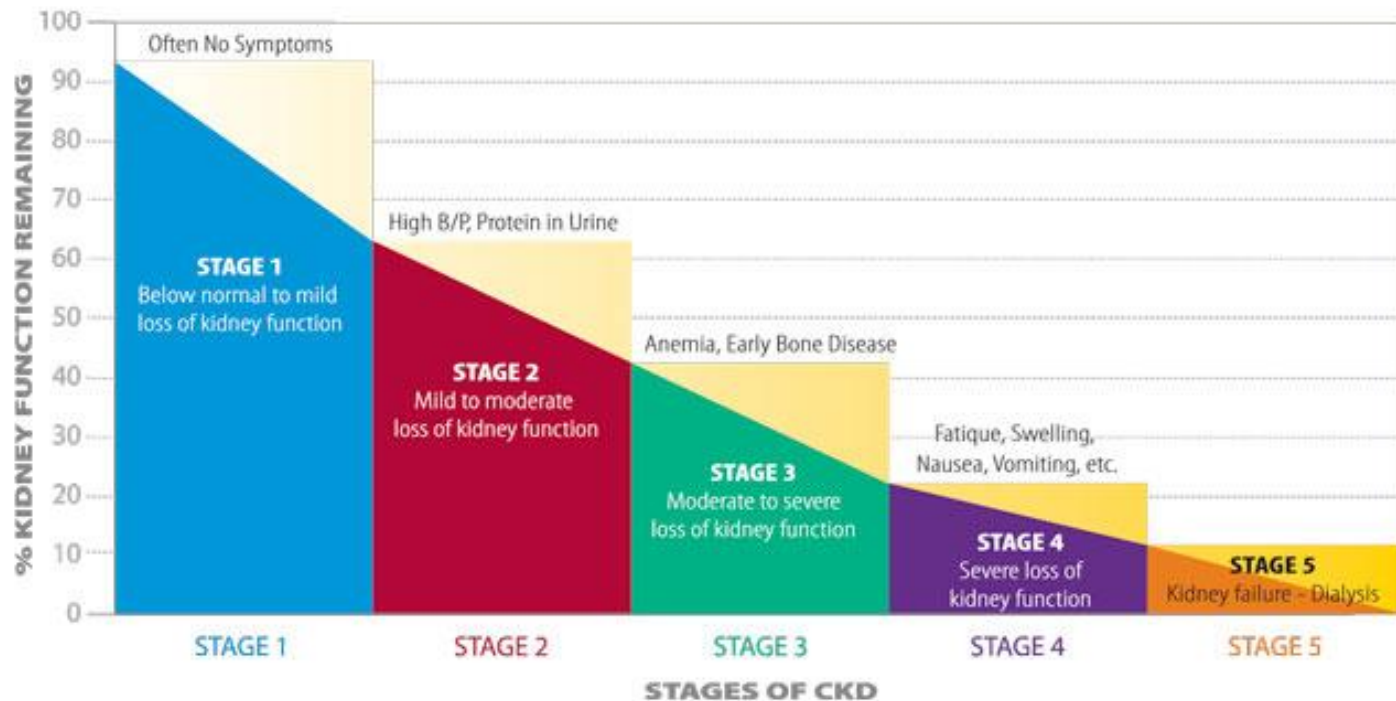 % KIDNEY FUNCTION REMAINING
100
90
80
70
60
50
40
30
20
10
0
Often No Symptoms
STAGE 1
Below normal to mild
loss of kidney function
High B/P, Protein in Urine
STAGE 2
Mild to moderate
loss of kidney function
Anemia, Early Bone Disease
STAGE 3
Moderate to severe
loss of kidney function
Fatique, Swelling,
Nausea, Vomiting, etc.
STAGE 4
Severe loss of
kidney function
STAGE 5
Kidney failure - Dialysis
STAGE 1
STAGE 2
STAGE 3
STAGE 4
STAGE 5
STAGES OF CKD